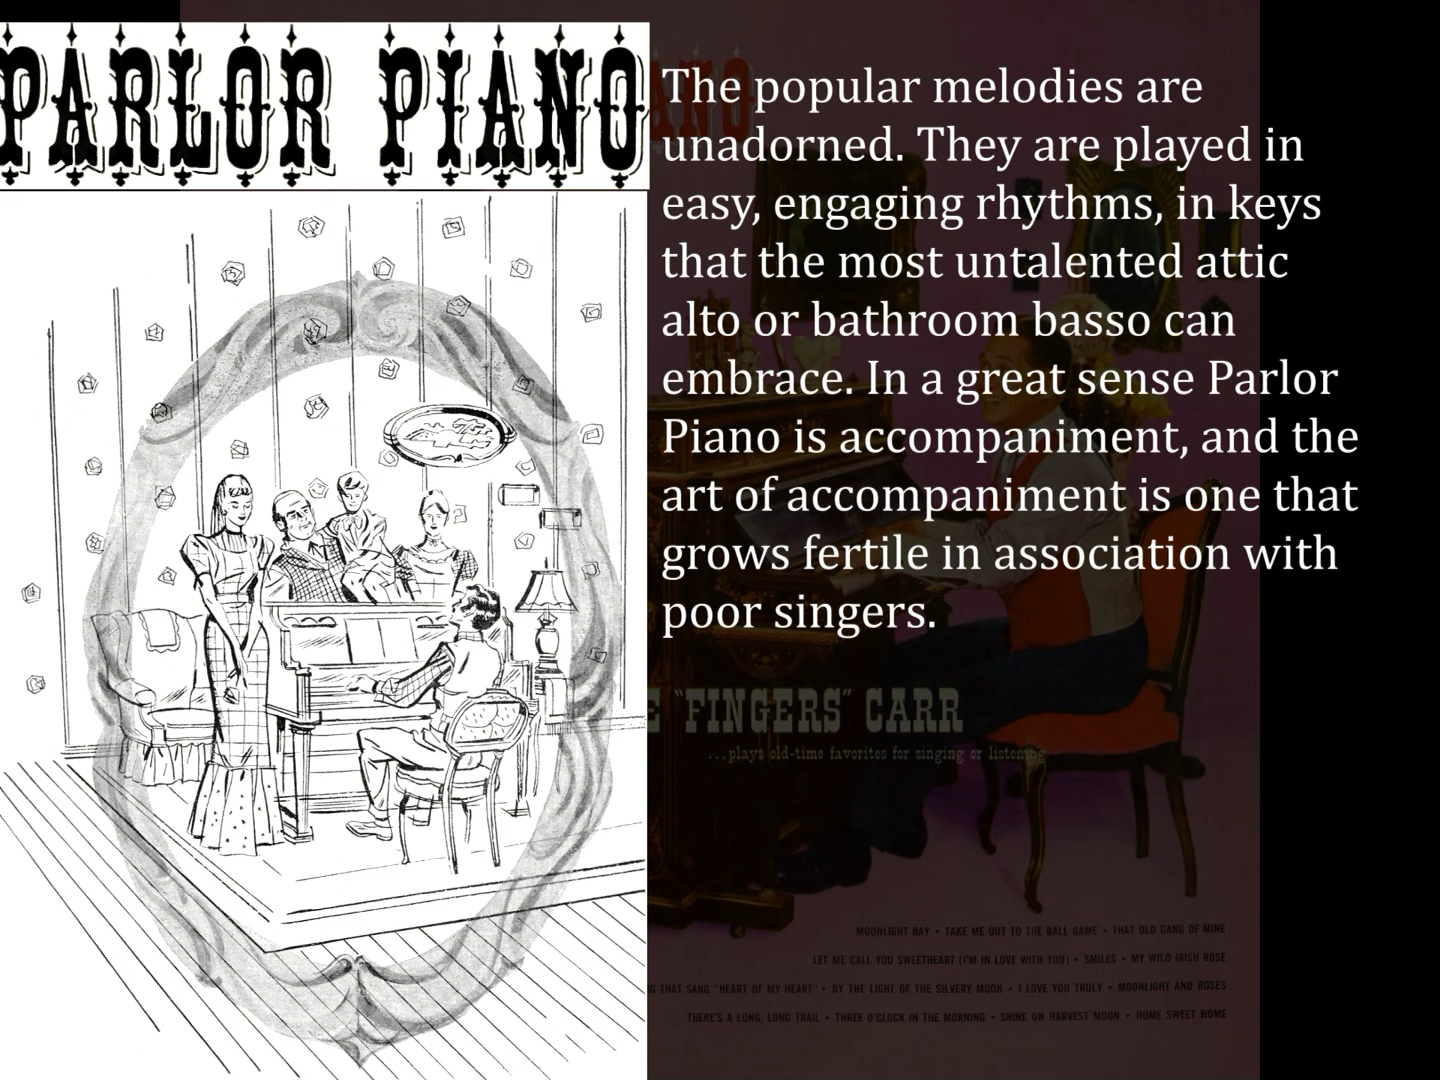 PARLOR PIANO
The popular melodies are
unadorned. They are played in
easy, engaging rhythms, in keys
that the most untalented attic
alto or bathroom basso can
embrace. In a great sense Parlor
Piano is accompaniment, and the
art of accompaniment is one that
grows fertile in association with
poor singers.
ANO
E "FINGERS" CARR
...plays old-time favorites for singing or listening
MOONLIGHT BAY • TAKE ME OUT TO THE BALL GAME • THAT OLD GANG OF MINE
LET ME CALL YOU SWEETHEART (I'M IN LOVE WITH YOU) • SMILES • MY WILD IRISH ROSE
G THAT SANG "HEART OF MY HEART" • BY THE LIGHT OF THE SILVERY MOON • I LOVE YOU TRULY • MOONLIGHT AND ROSES
THERE'S A LONG, LONG TRAIL • THREE O'CLOCK IN THE MORNING • SHINE ON HARVEST MOON • HOME SWEET HOME